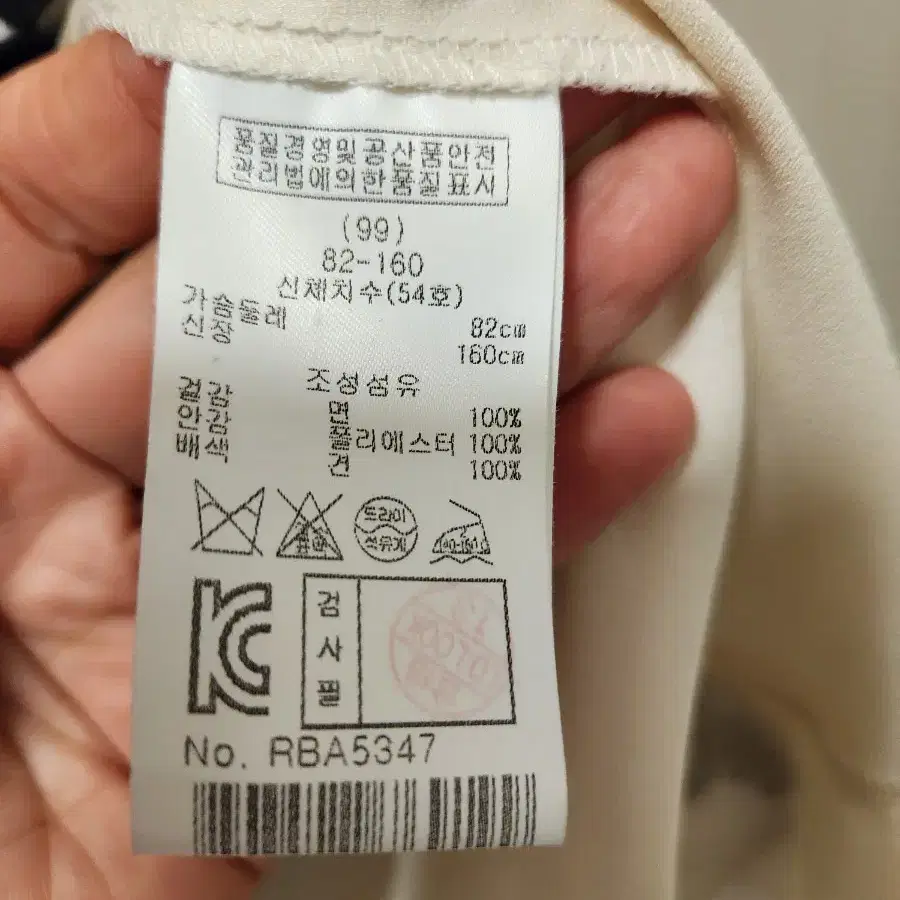 품질경영및공산품안전
관리법에의한품질표시
(99)
82-160
신체치수(54호)
가슴둘레 82cm
신장 160cm
조성섬유
겉감 면 100%
안감 폴리에스터 100%
배색 견 100%
드라이
석유계
검사필
No. RBA5347